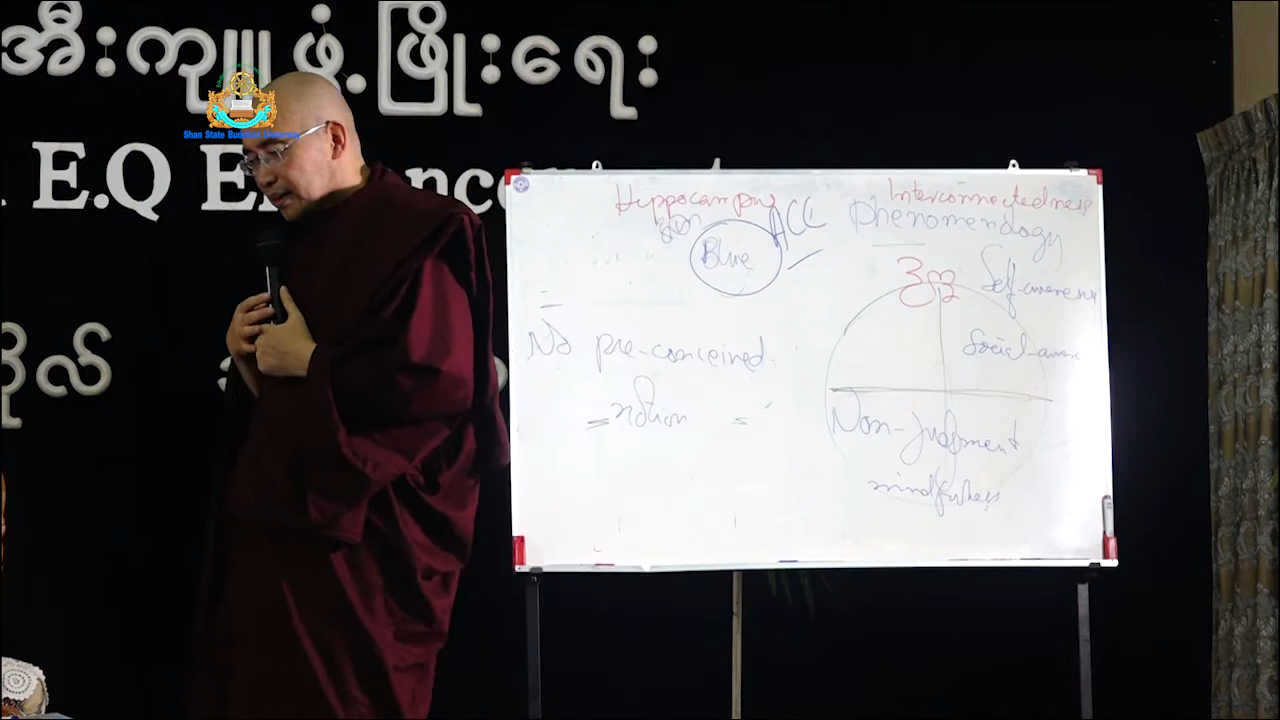 အီးကျူဖွံ့ဖြိုးရေး
Shan State Buddhist University
E.Q
Hippocampus
Interconnectedness
ACC
phenomenology
Blue
Self-awareness
Social-aware
No pre-conceived
notion
Non-judgment
mindfulness